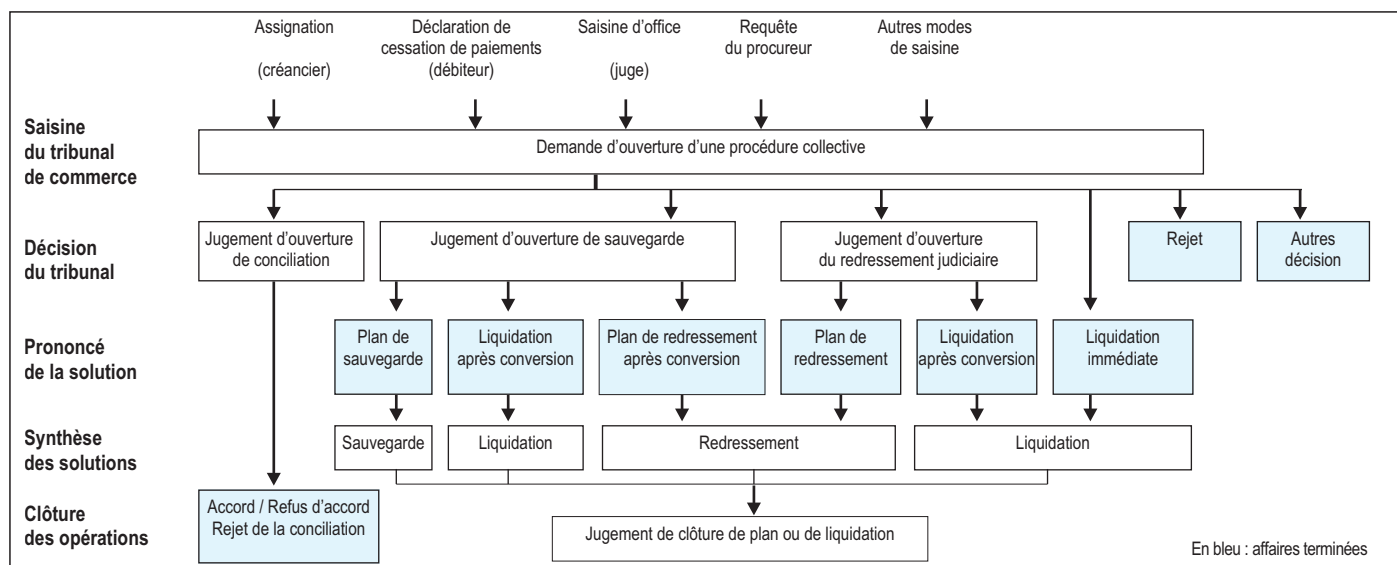 Assignation
(créancier)
Déclaration de
cessation de paiements
(débiteur)
Saisine d'office
(juge)
Requête
du procureur
Autres modes
de saisine
Saisine
du tribunal
de commerce
Demande d'ouverture d'une procédure collective
Décision
du tribunal
Jugement d'ouverture
de conciliation
Jugement d'ouverture de sauvegarde
Jugement d'ouverture
du redressement judiciaire
Rejet
Autres
décision
Prononcé
de la solution
Plan de
sauvegarde
Liquidation
après conversion
Plan de redressement
après conversion
Plan de
redressement
Liquidation
après conversion
Liquidation
immédiate
Synthèse
des solutions
Sauvegarde
Liquidation
Redressement
Liquidation
Clôture
des opérations
Accord / Refus d'accord
Rejet de la conciliation
Jugement de clôture de plan ou de liquidation
En bleu : affaires terminées